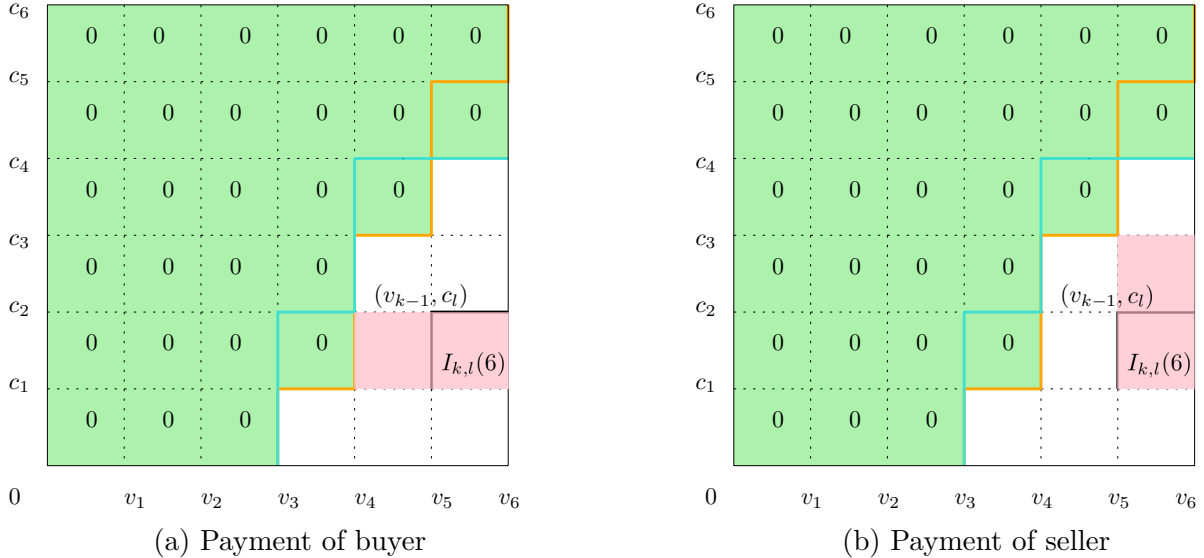 c₆ 0 0 0 0 0 0
c₅ 0 0 0 0 0 0
c₄ 0 0 0 0 0
c₃ 0 0 0 0
(vₖ₋₁, cₗ)
c₂ 0 0 0 0 Iₖ,ₗ(6)
c₁ 0 0 0
0 v₁ v₂ v₃ v₄ v₅ v₆
(a) Payment of buyer
c₆ 0 0 0 0 0 0
c₅ 0 0 0 0 0 0
c₄ 0 0 0 0 0
c₃ 0 0 0 0
(vₖ₋₁, cₗ)
c₂ 0 0 0 0 Iₖ,ₗ(6)
c₁ 0 0 0
0 v₁ v₂ v₃ v₄ v₅ v₆
(b) Payment of seller